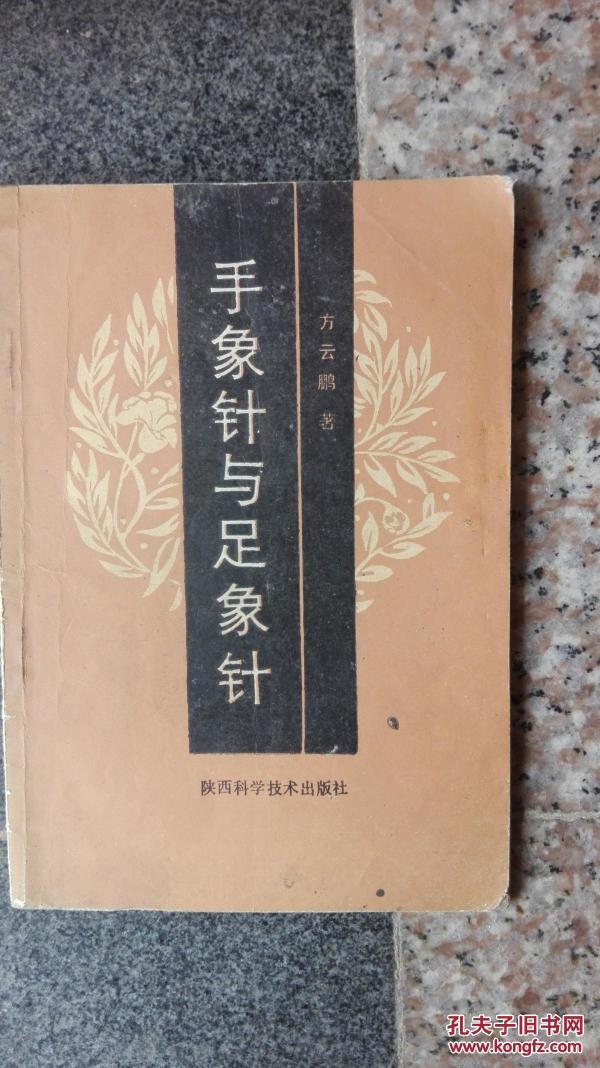 手象针与足象针
方云鹏 著
陕西科学技术出版社
孔夫子旧书网
www.kongfz.com